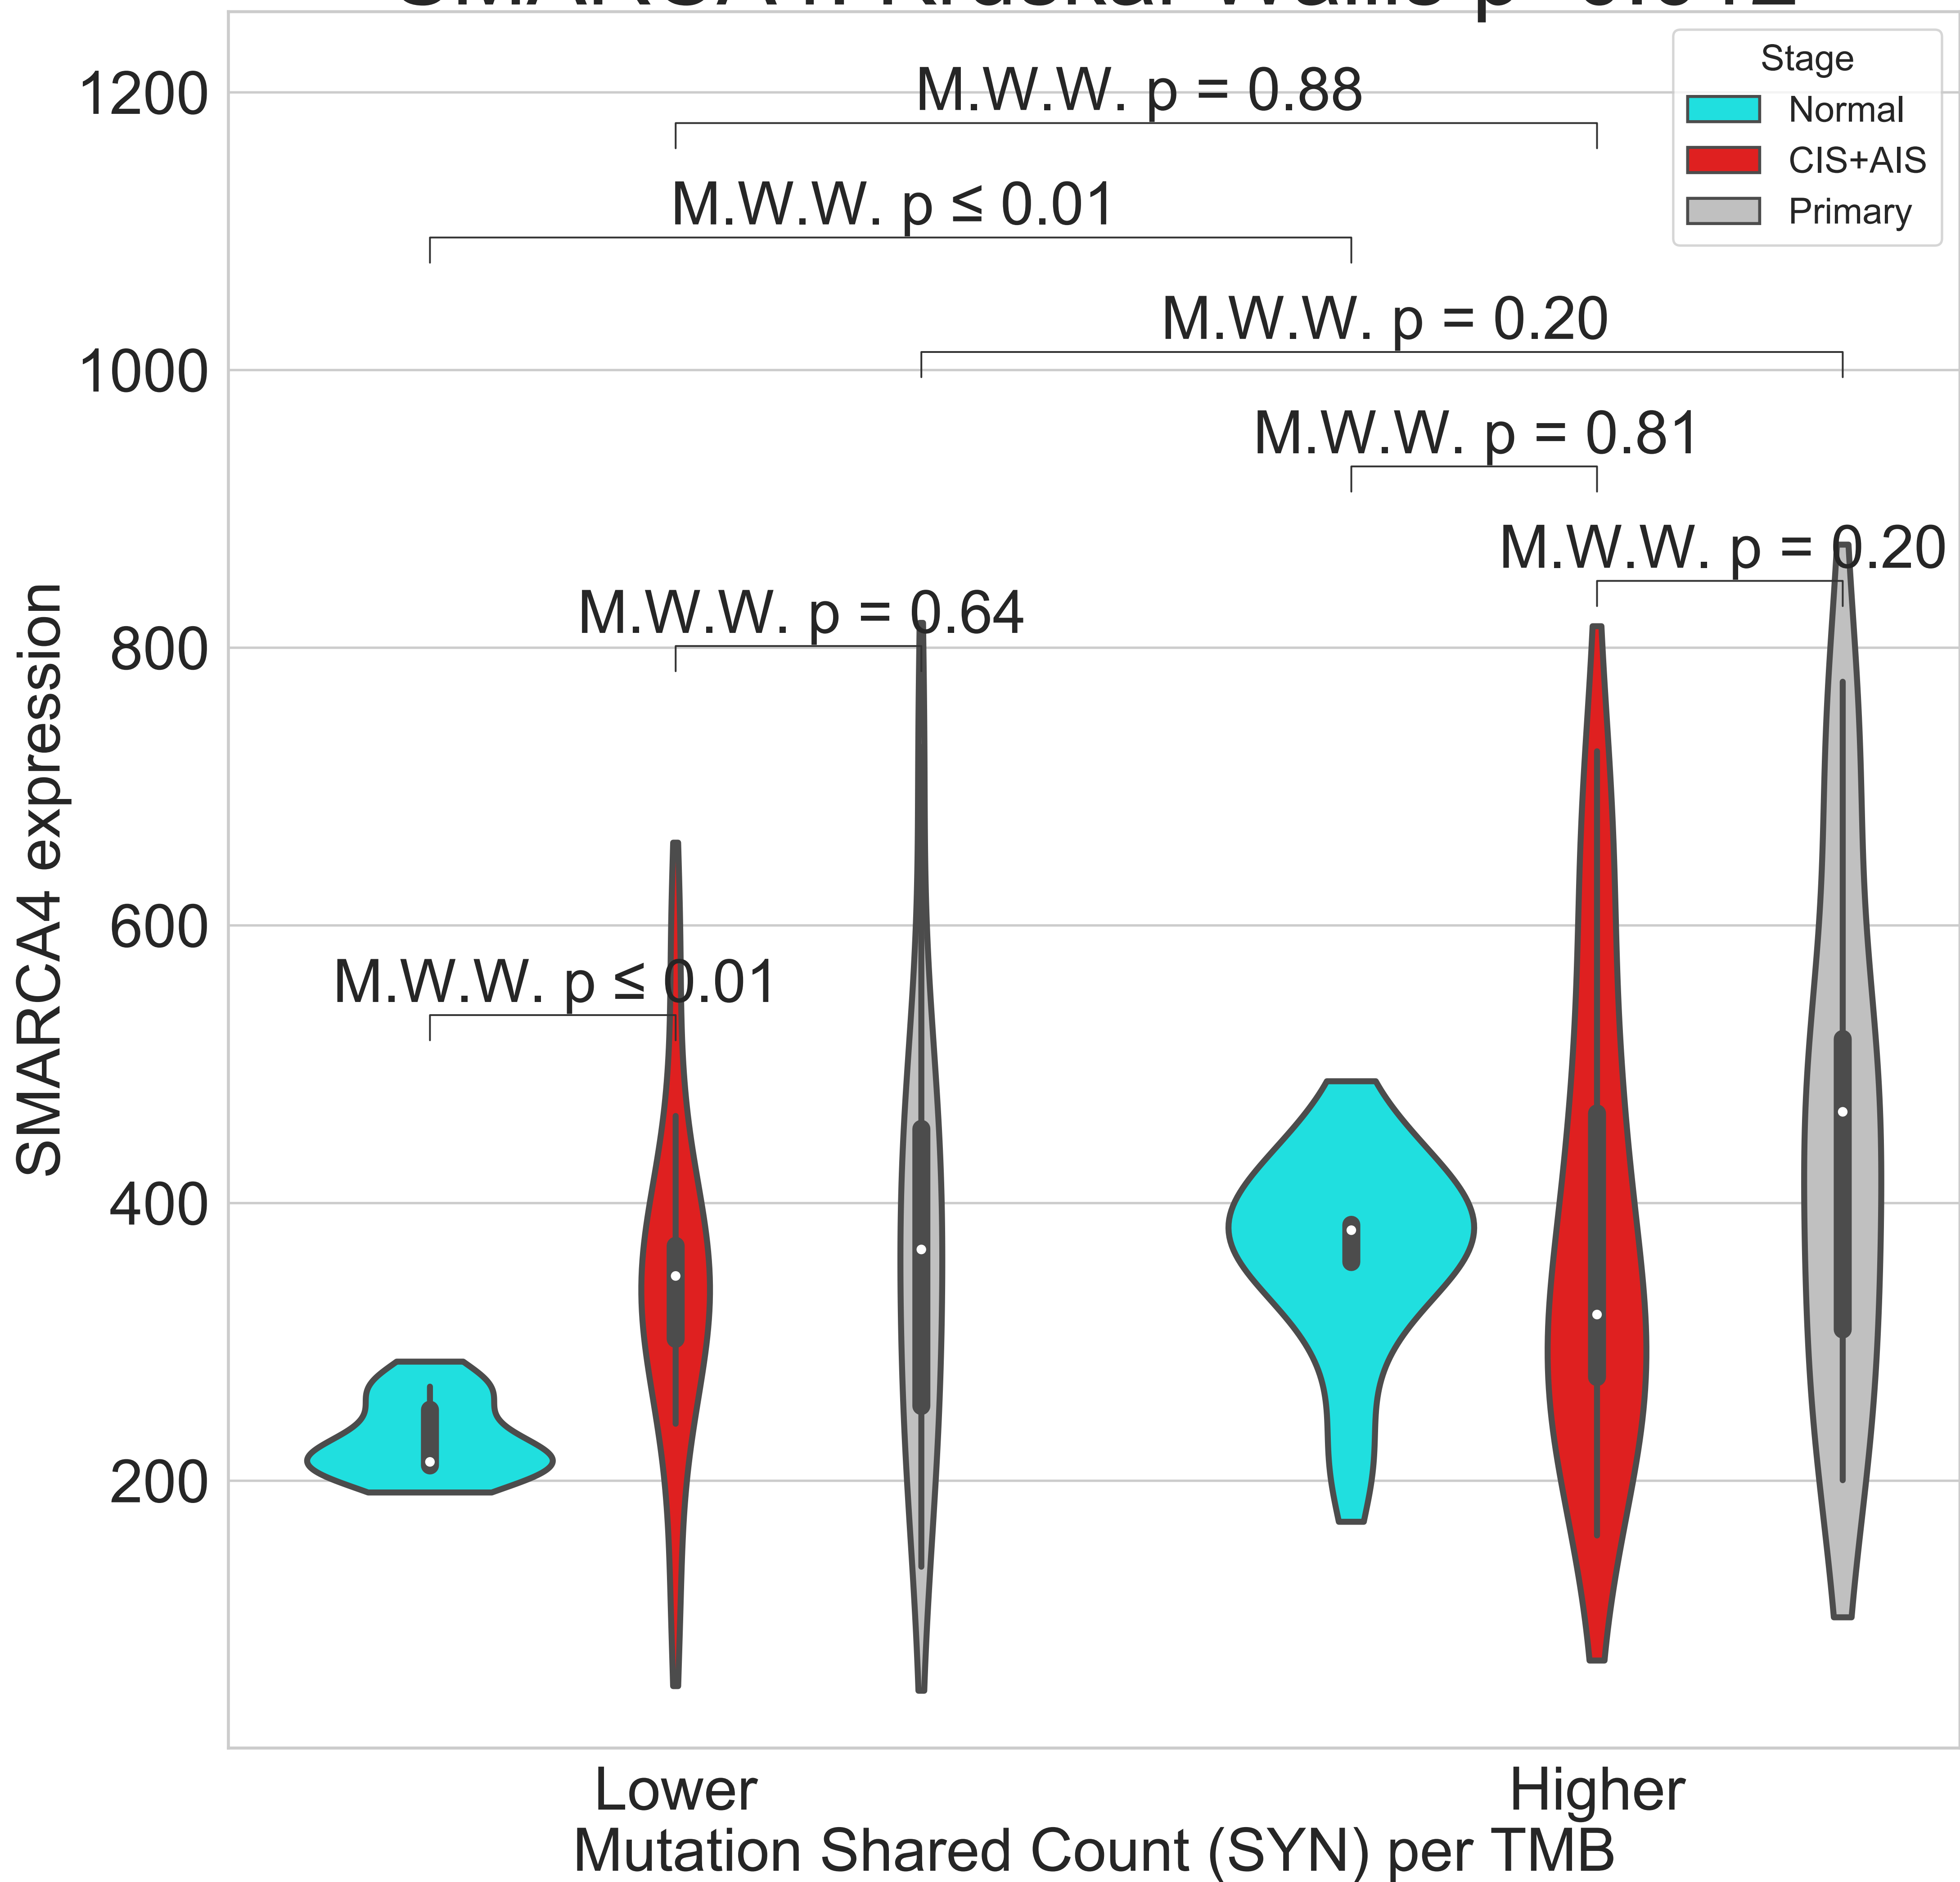 1200
1000
800
600
400
200
SMARCA4 expression
M.W.W. p = 0.88
M.W.W. p ≤ 0.01
M.W.W. p = 0.20
M.W.W. p = 0.81
M.W.W. p = 0.20
M.W.W. p = 0.64
M.W.W. p ≤ 0.01
Stage
Normal
CIS+AIS
Primary
Lower
Higher
Mutation Shared Count (SYN) per TMB